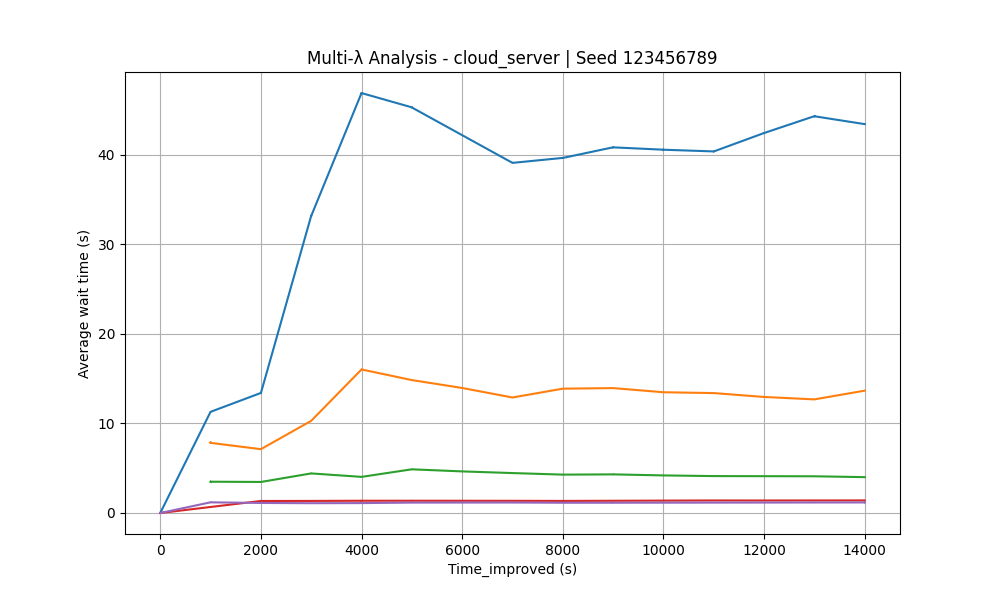 Multi-λ Analysis - cloud_server | Seed 123456789
Average wait time (s)
40
30
20
10
0
0 2000 4000 6000 8000 10000 12000 14000
Time_improved (s)